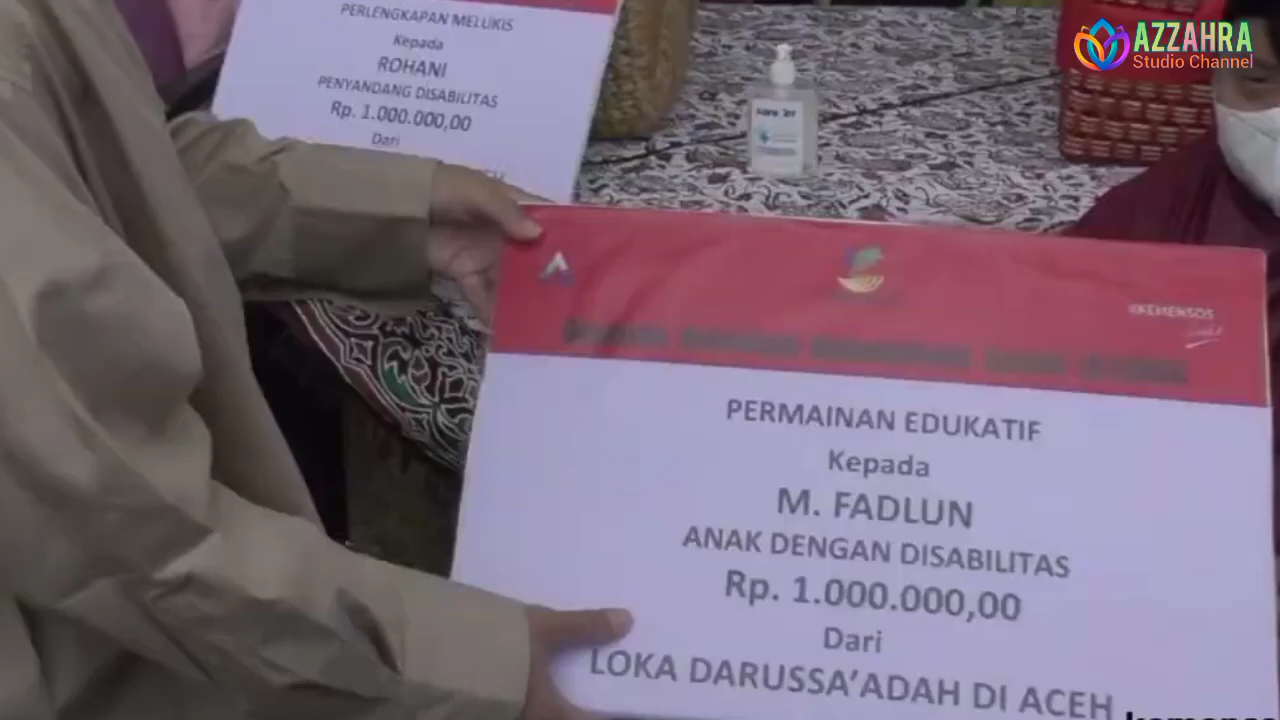 PERLENGKAPAN MELUKIS
Kepada
ROHANI
PENYANDANG DISABILITAS
Rp. 1.000.000,00
Dari
AZZAHRA
Studio Channel
#KEMENSOS
PERMAINAN EDUKATIF
Kepada
M. FADLUN
ANAK DENGAN DISABILITAS
Rp. 1.000.000,00
Dari
LOKA DARUSSA’ADAH DI ACEH